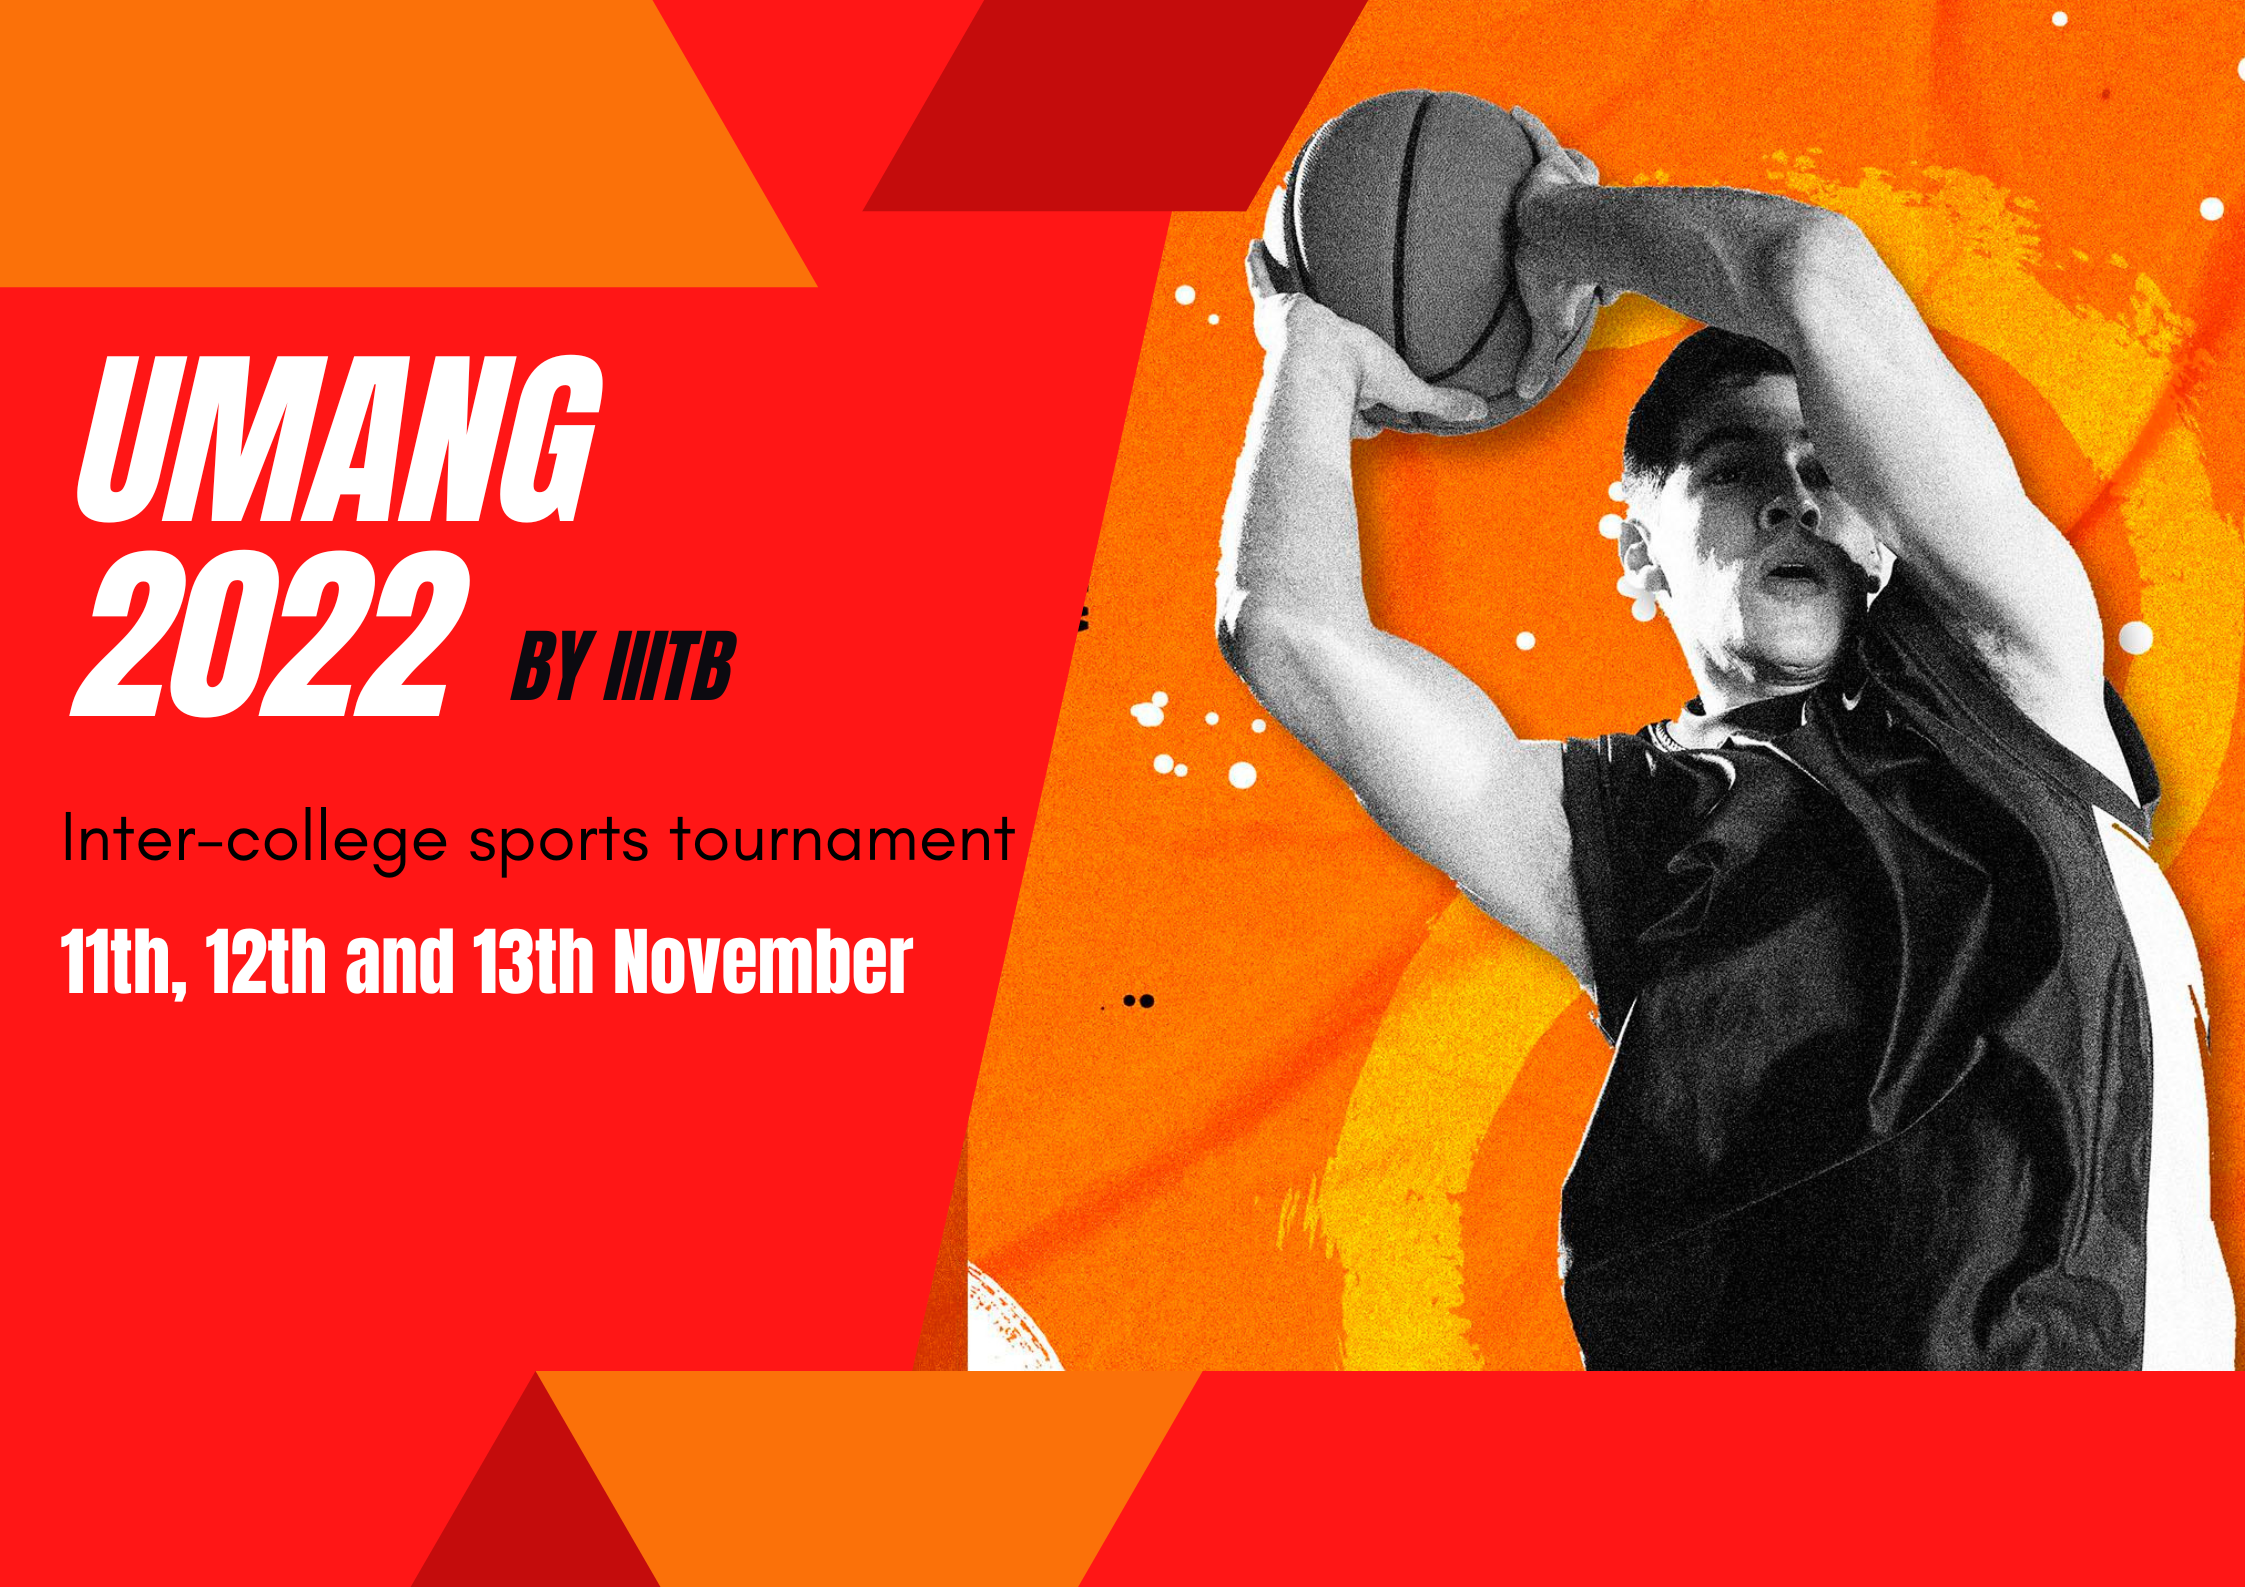 UMANG
2022 BY IIITB
Inter-college sports tournament
11th, 12th and 13th November